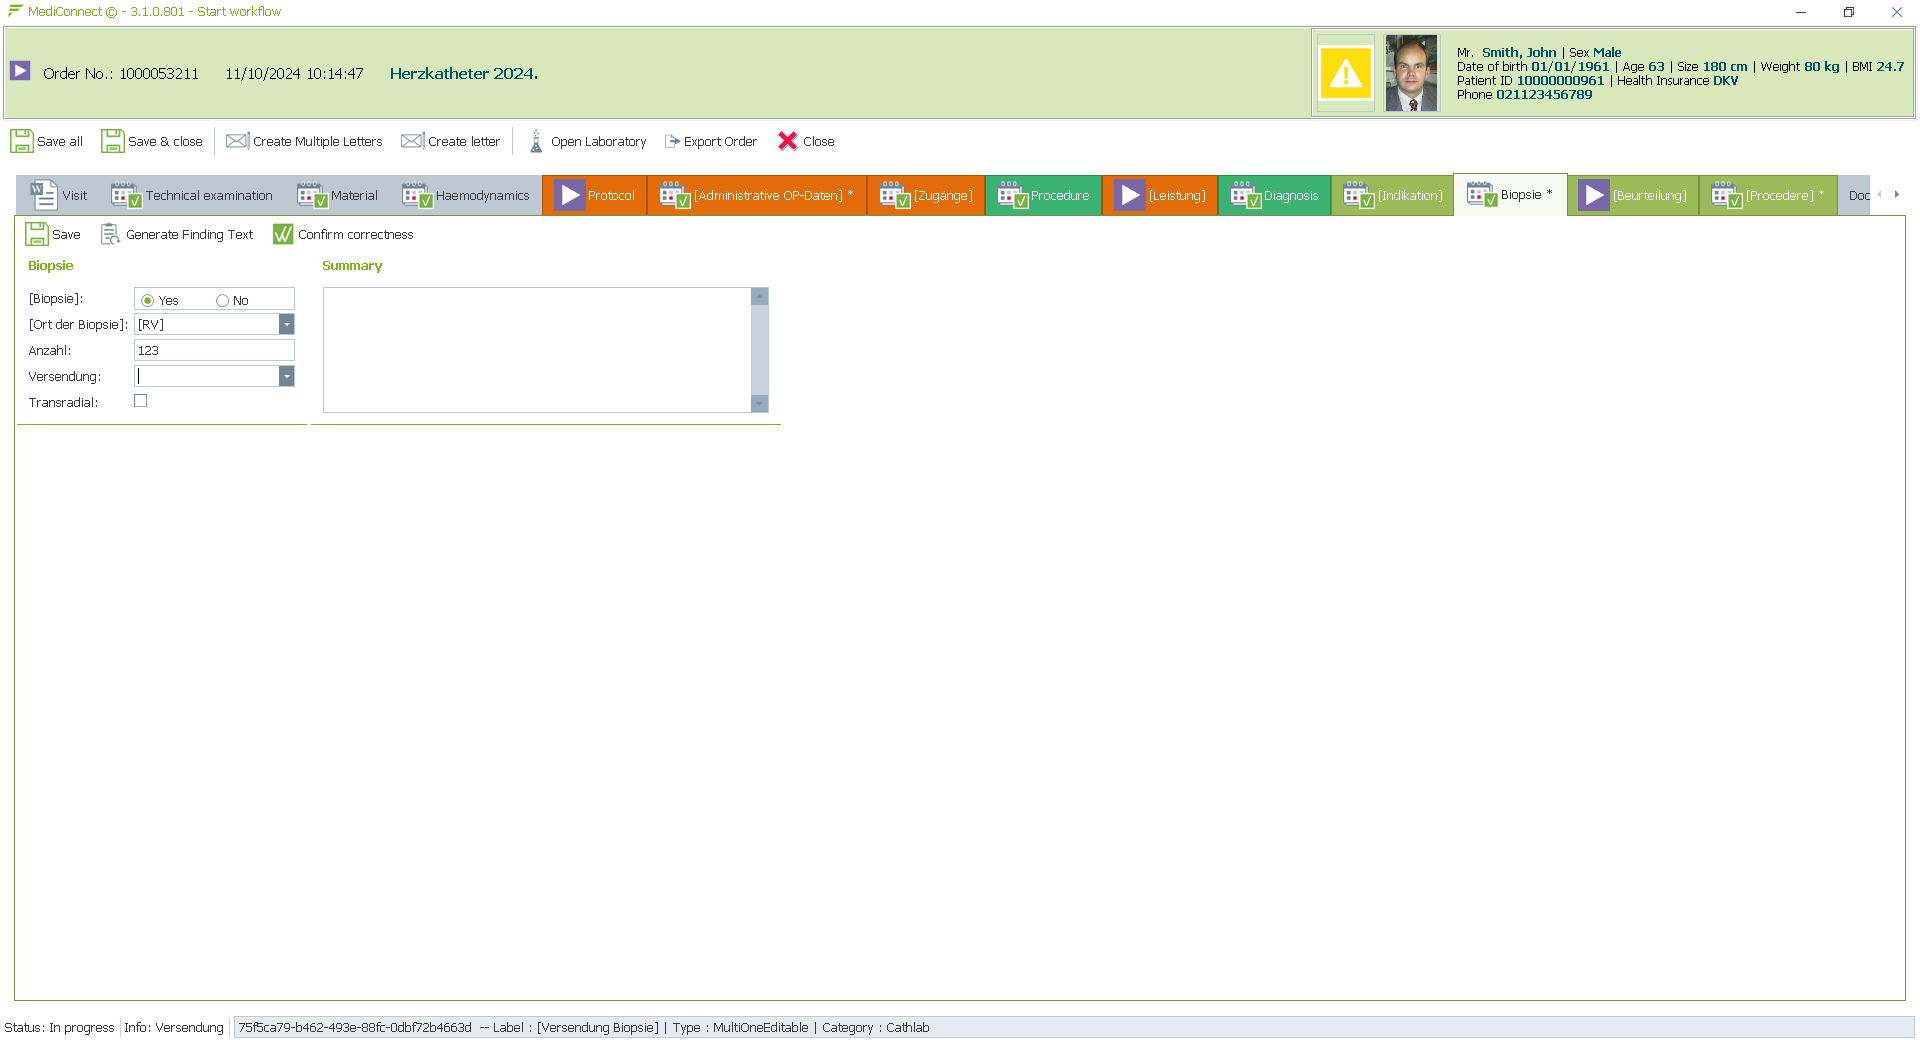 MediConnect © - 3.1.0.801 - Start workflow
Order No.: 1000053211 11/10/2024 10:14:47 Herzkatheter 2024.
Mr. Smith, John | Sex Male
Date of birth 01/01/1961 | Age 63 | Size 180 cm | Weight 80 kg | BMI 24.7
Patient ID 10000000961 | Health Insurance DKV
Phone 021123456789
Save all Save & close Create Multiple Letters Create letter Open Laboratory Export Order Close
Visit Technical examination Material Haemodynamics Protocol [Administrative OP-Daten] * [Zugänge] Procedure [Leistung] Diagnosis [Indikation] Biopsie * [Beurteilung] [Procedere] * Doc
Save Generate Finding Text Confirm correctness
Biopsie Summary
[Biopsie]: Yes No
[Ort der Biopsie]: [RV]
Anzahl: 123
Versendung:
Transradial:
Status: In progress Info: Versendung 75f5ca79-b462-493e-88fc-0dbf72b4663d -- Label : [Versendung Biopsie] | Type : MultiOneEditable | Category : Cathlab